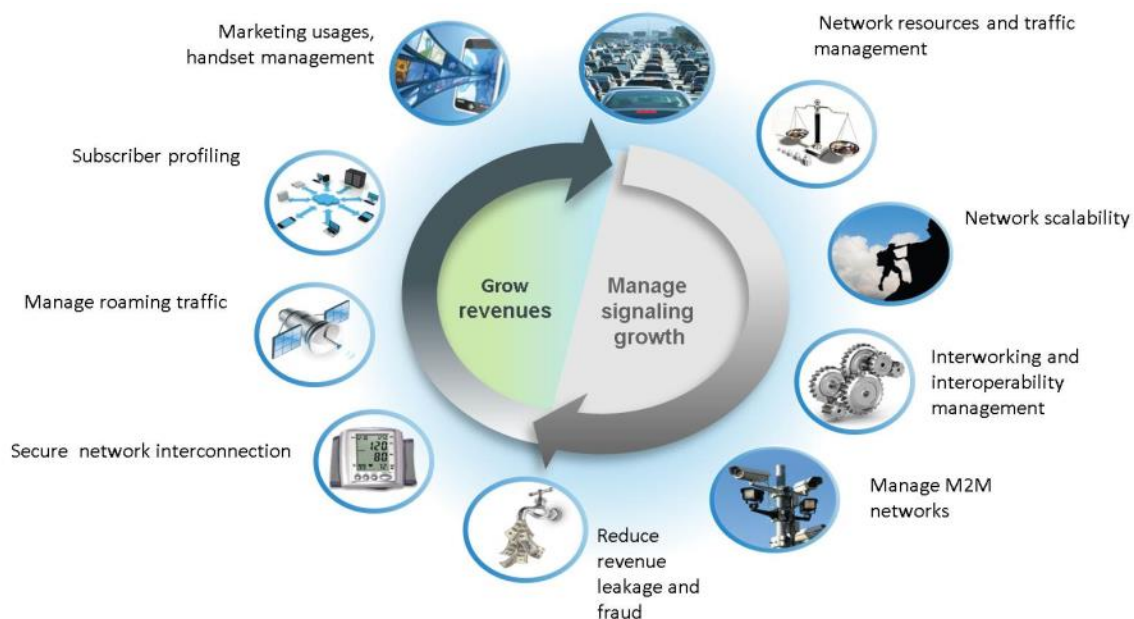 Marketing usages,
handset management
Network resources and traffic
management
Subscriber profiling
Network scalability
Manage roaming traffic
Grow
revenues
Manage
signaling
growth
Interworking and
interoperability
management
Secure network interconnection
120
80
Manage M2M
networks
Reduce
revenue
leakage and
fraud